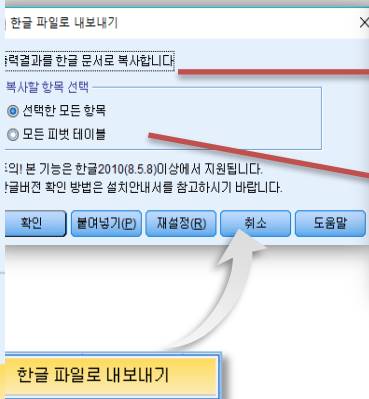 한글 파일로 내보내기
출력결과를 한글 문서로 복사합니다
복사할 항목 선택
선택한 모든 항목
모든 피벗 테이블
주의! 본 기능은 한글2010(8.5.8)이상에서 지원됩니다.
한글버전 확인 방법은 설치안내서를 참고하시기 바랍니다.
확인 붙여넣기(P) 재설정(R) 취소 도움말
한글 파일로 내보내기